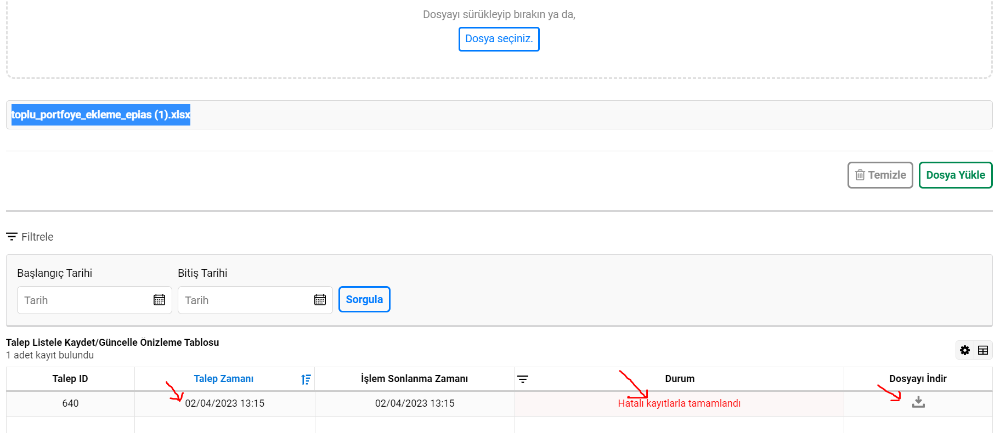 Dosyayı sürükleyip bırakın ya da,
Dosya seçiniz.
toplu_portfoye_ekleme_epias (1).xlsx
Temizle Dosya Yükle
Filtrele
Başlangıç Tarihi Bitiş Tarihi
Tarih Tarih Sorgula
Talep Listele Kaydet/Güncelle Önizleme Tablosu
1 adet kayıt bulundu
Talep ID Talep Zamanı İşlem Sonlanma Zamanı Durum Dosyayı İndir
640 02/04/2023 13:15 02/04/2023 13:15 Hatalı kayıtlarla tamamlandı